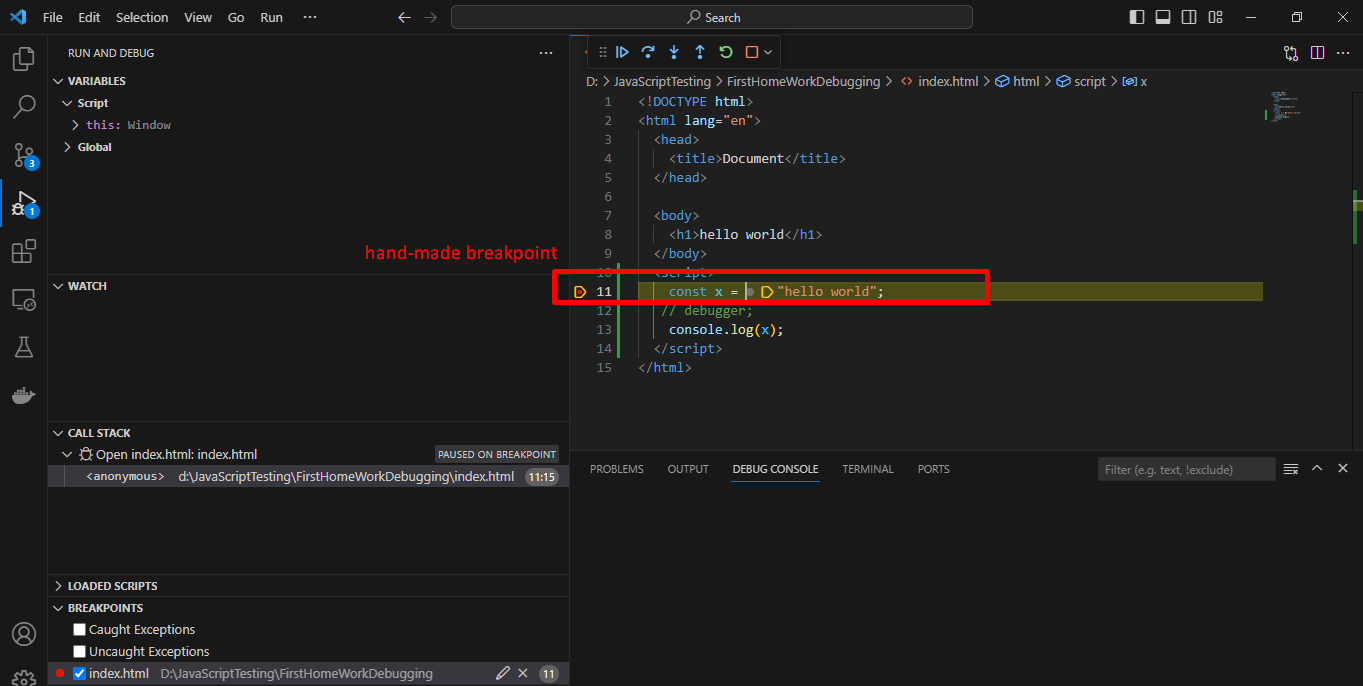 File Edit Selection View Go Run ··· Search
RUN AND DEBUG ···
VARIABLES
Script
this: Window
Global
hand-made breakpoint
WATCH
CALL STACK
Open index.html: index.html PAUSED ON BREAKPOINT
<anonymous> d:\JavaScriptTesting\FirstHomeWorkDebugging\index.html 11:15
LOADED SCRIPTS
BREAKPOINTS
Caught Exceptions
Uncaught Exceptions
index.html D:\JavaScriptTesting\FirstHomeWorkDebugging 11
3
1
D: > JavaScriptTesting > FirstHomeWorkDebugging > index.html > html > script > x
1 <!DOCTYPE html>
2 <html lang="en">
3 <head>
4 <title>Document</title>
5 </head>
6
7 <body>
8 <h1>hello world</h1>
9 </body>
10 <script>
11 const x = "hello world";
12 // debugger;
13 console.log(x);
14 </script>
15 </html>
PROBLEMS OUTPUT DEBUG CONSOLE TERMINAL PORTS Filter (e.g. text, !exclude)